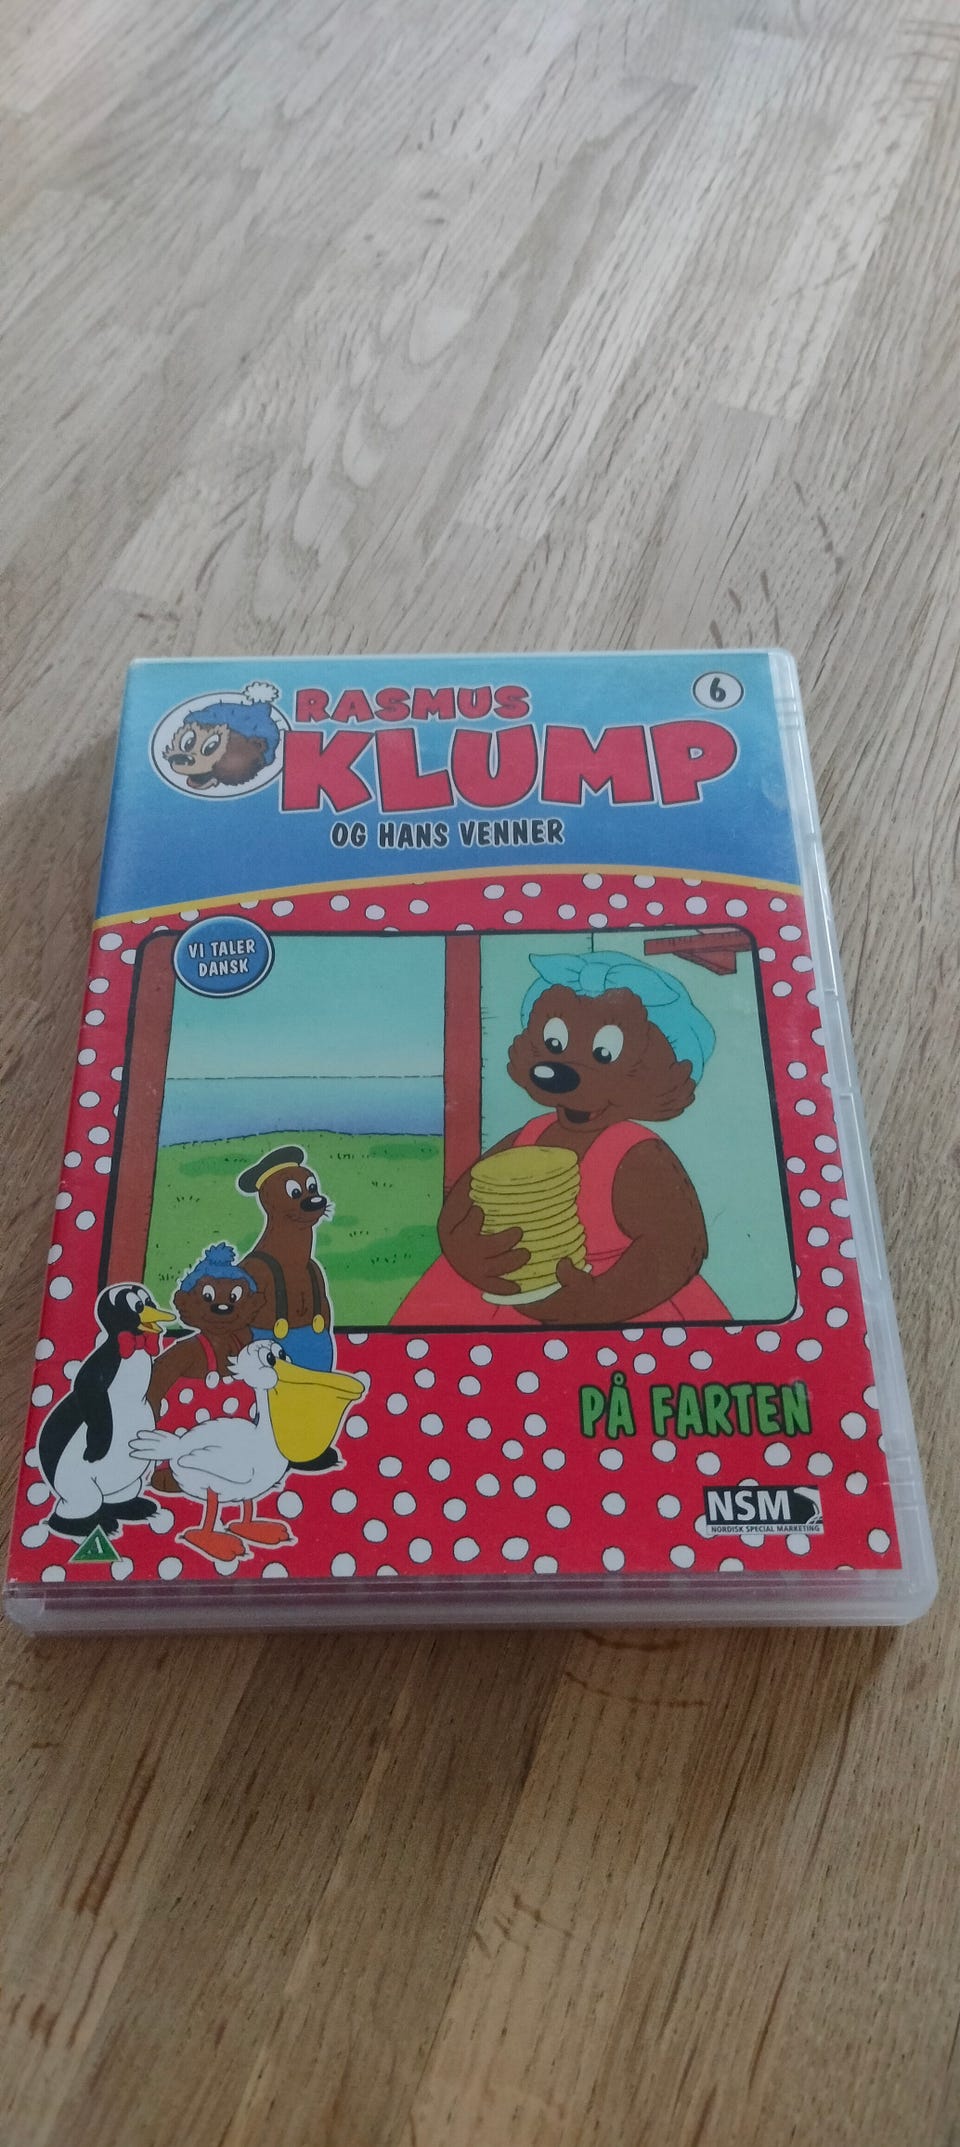 RASMUS
KLUMP
OG HANS VENNER
6
VI TALER
DANSK
PÅ FARTEN
NSM
NORDISK SPECIAL MARKETING
A